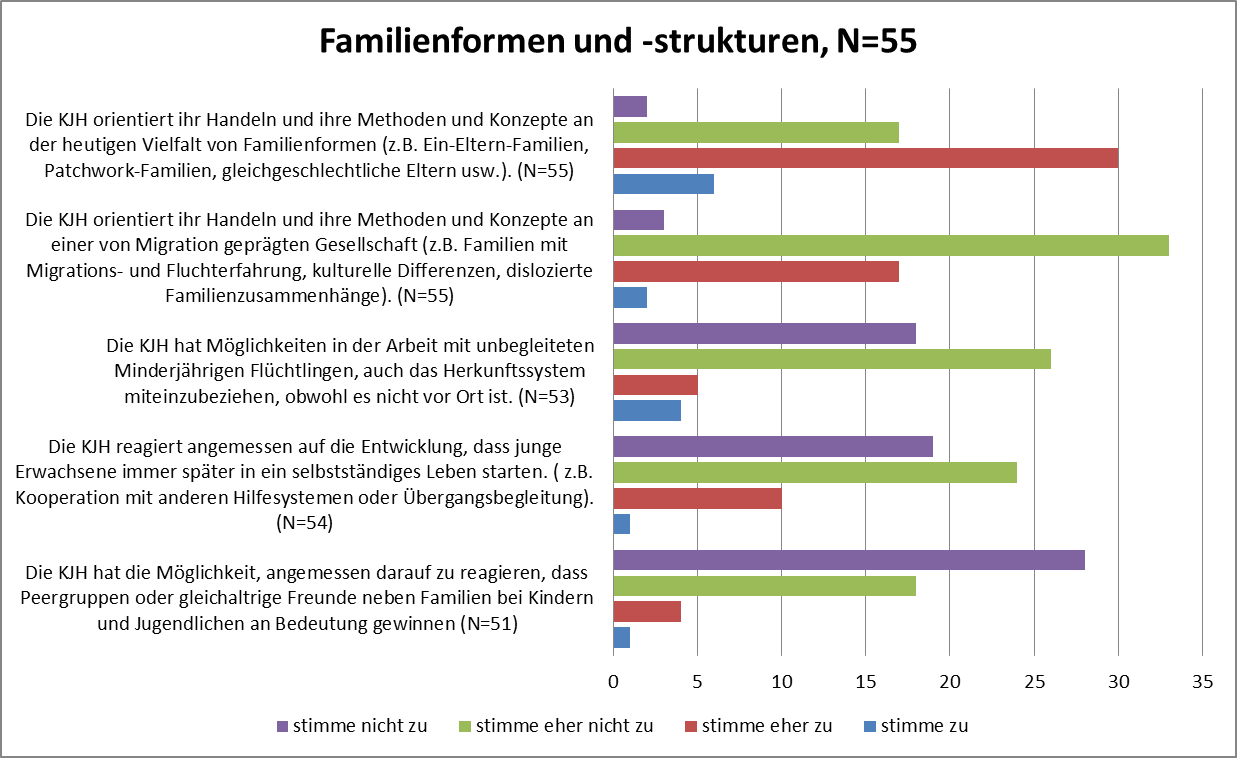 Familienformen und -strukturen, N=55
Die KJH orientiert ihr Handeln und ihre Methoden und Konzepte an
der heutigen Vielfalt von Familienformen (z.B. Ein-Eltern-Familien,
Patchwork-Familien, gleichgeschlechtliche Eltern usw.). (N=55)
Die KJH orientiert ihr Handeln und ihre Methoden und Konzepte an
einer von Migration geprägten Gesellschaft (z.B. Familien mit
Migrations- und Fluchterfahrung, kulturelle Differenzen, dislozierte
Familienzusammenhänge). (N=55)
Die KJH hat Möglichkeiten in der Arbeit mit unbegleiteten
Minderjährigen Flüchtlingen, auch das Herkunftssystem
miteinzubeziehen, obwohl es nicht vor Ort ist. (N=53)
Die KJH reagiert angemessen auf die Entwicklung, dass junge
Erwachsene immer später in ein selbstständiges Leben starten. ( z.B.
Kooperation mit anderen Hilfesystemen oder Übergangsbegleitung).
(N=54)
Die KJH hat die Möglichkeit, angemessen darauf zu reagieren, dass
Peergruppen oder gleichaltrige Freunde neben Familien bei Kindern
und Jugendlichen an Bedeutung gewinnen (N=51)
0 5 10 15 20 25 30 35
stimme nicht zu stimme eher nicht zu stimme eher zu stimme zu